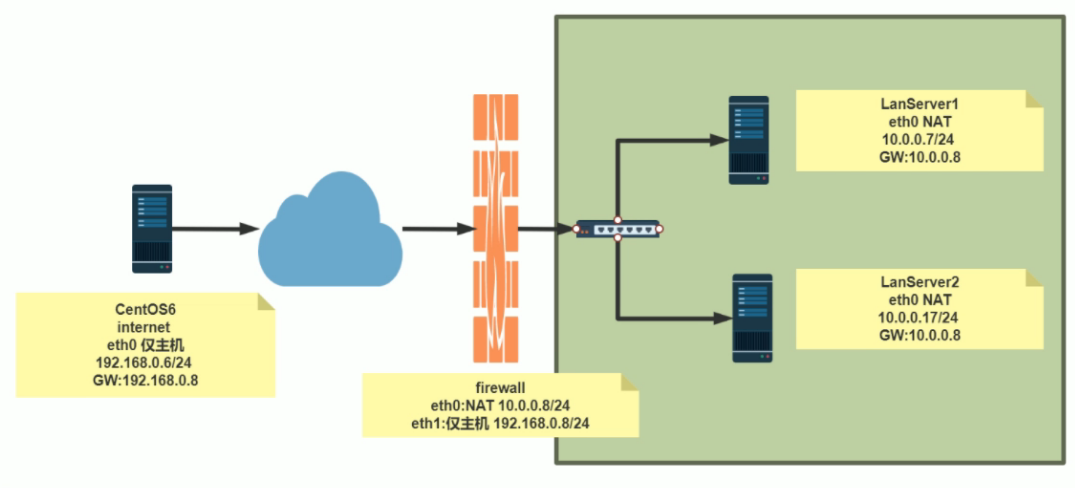 CentOS6
internet
eth0 仅主机
192.168.0.6/24
GW:192.168.0.8
firewall
eth0:NAT 10.0.0.8/24
eth1:仅主机 192.168.0.8/24
LanServer1
eth0 NAT
10.0.0.7/24
GW:10.0.0.8
LanServer2
eth0 NAT
10.0.0.17/24
GW:10.0.0.8